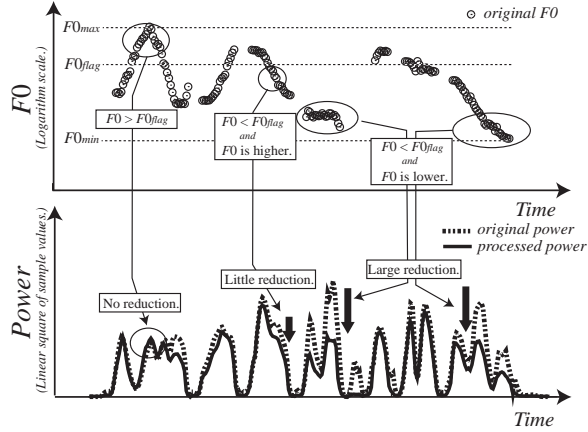 original F0
F0max
F0flag
F0
(Logarithm scale.)
F0 > F0flag
F0 < F0flag
and
F0 is higher.
F0 < F0flag
and
F0 is lower.
F0min
Time
original power
processed power
Power
(Linear square of sample values.)
No reduction.
Little reduction.
Large reduction.
Time